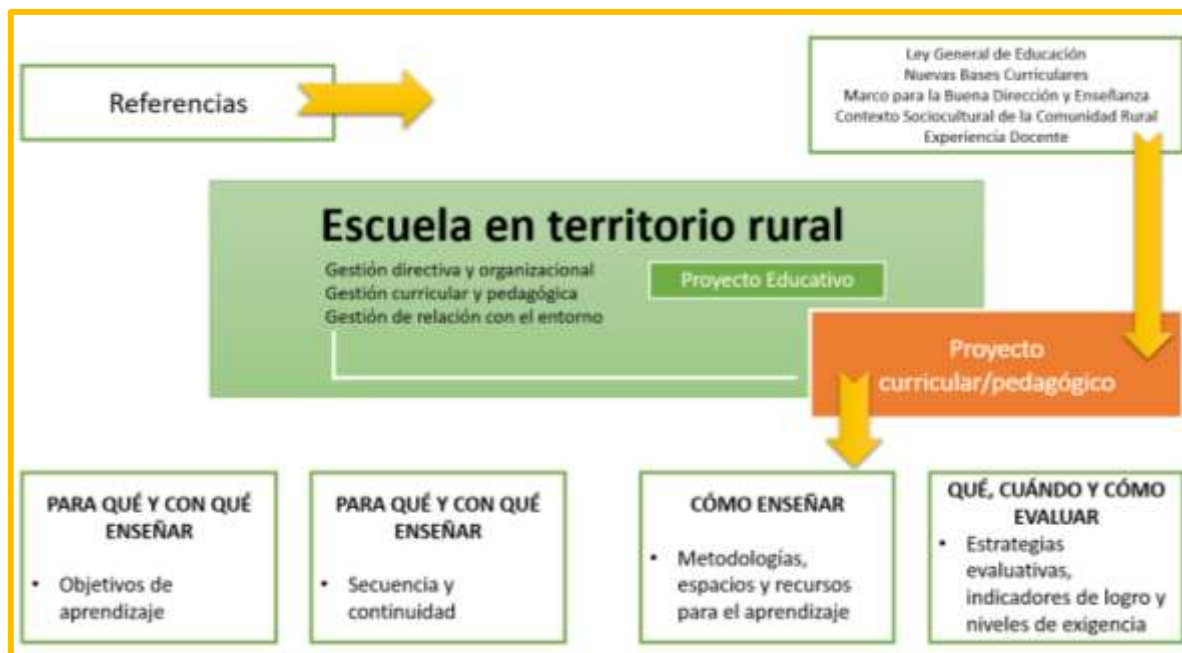 Referencias
Ley General de Educación
Nuevas Bases Curriculares
Marco para la Buena Dirección y Enseñanza
Contexto Sociocultural de la Comunidad Rural
Experiencia Docente
Escuela en territorio rural
Gestión directiva y organizacional
Gestión curricular y pedagógica
Gestión de relación con el entorno
Proyecto Educativo
Proyecto
curricular/pedagógico
PARA QUÉ Y CON QUÉ
ENSEÑAR
• Objetivos de
aprendizaje
PARA QUÉ Y CON QUÉ
ENSEÑAR
• Secuencia y
continuidad
CÓMO ENSEÑAR
• Metodologías,
espacios y recursos
para el aprendizaje
QUÉ, CUÁNDO Y CÓMO
EVALUAR
• Estrategias
evaluativas,
indicadores de logro y
niveles de exigencia